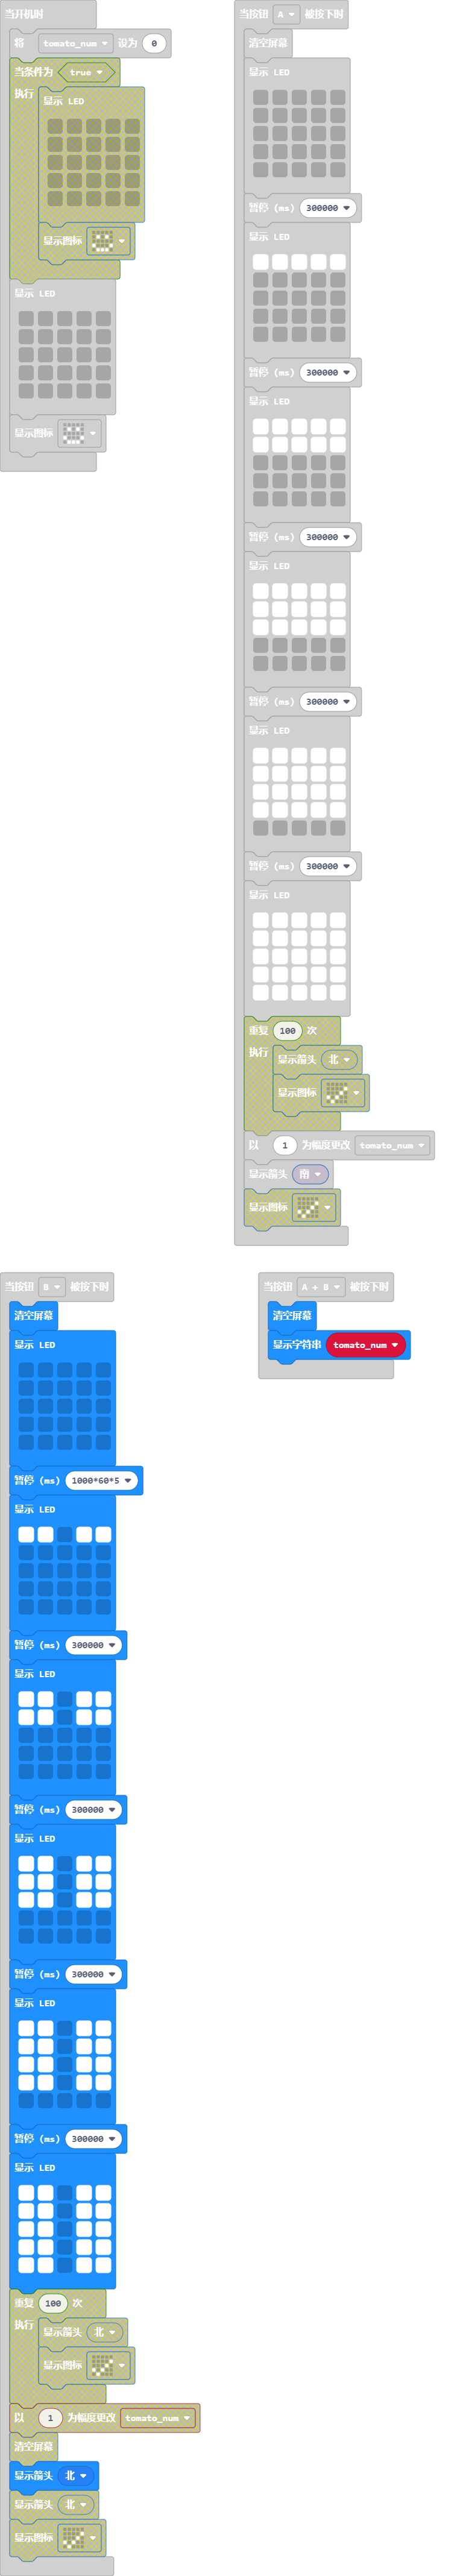 当开机时
将 tomato_num 设为 0
当条件为 true
执行 显示 LED
显示图标
显示 LED
显示图标
当按钮 A 被按下时
清空屏幕
显示 LED
暂停 (ms) 300000
显示 LED
暂停 (ms) 300000
显示 LED
暂停 (ms) 300000
显示 LED
暂停 (ms) 300000
显示 LED
暂停 (ms) 300000
显示 LED
重复 100 次
执行 显示箭头 北
显示图标
以 1 为幅度更改 tomato_num
显示箭头 南
显示图标
当按钮 B 被按下时
清空屏幕
显示 LED
暂停 (ms) 1000*60*5
显示 LED
暂停 (ms) 300000
显示 LED
暂停 (ms) 300000
显示 LED
暂停 (ms) 300000
显示 LED
暂停 (ms) 300000
显示 LED
重复 100 次
执行 显示箭头 北
显示图标
以 1 为幅度更改 tomato_num
清空屏幕
显示箭头 北
显示箭头 北
显示图标
当按钮 A + B 被按下时
清空屏幕
显示字符串 tomato_num